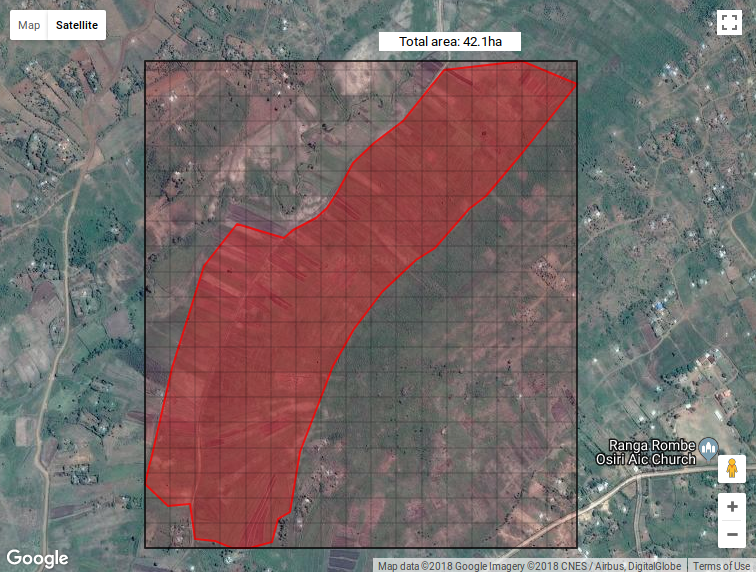 Map Satellite
Total area: 42.1ha
Ranga Rombe
Osiri Aic Church
Google
Map data ©2018 Google Imagery ©2018 CNES / Airbus, DigitalGlobe Terms of Use